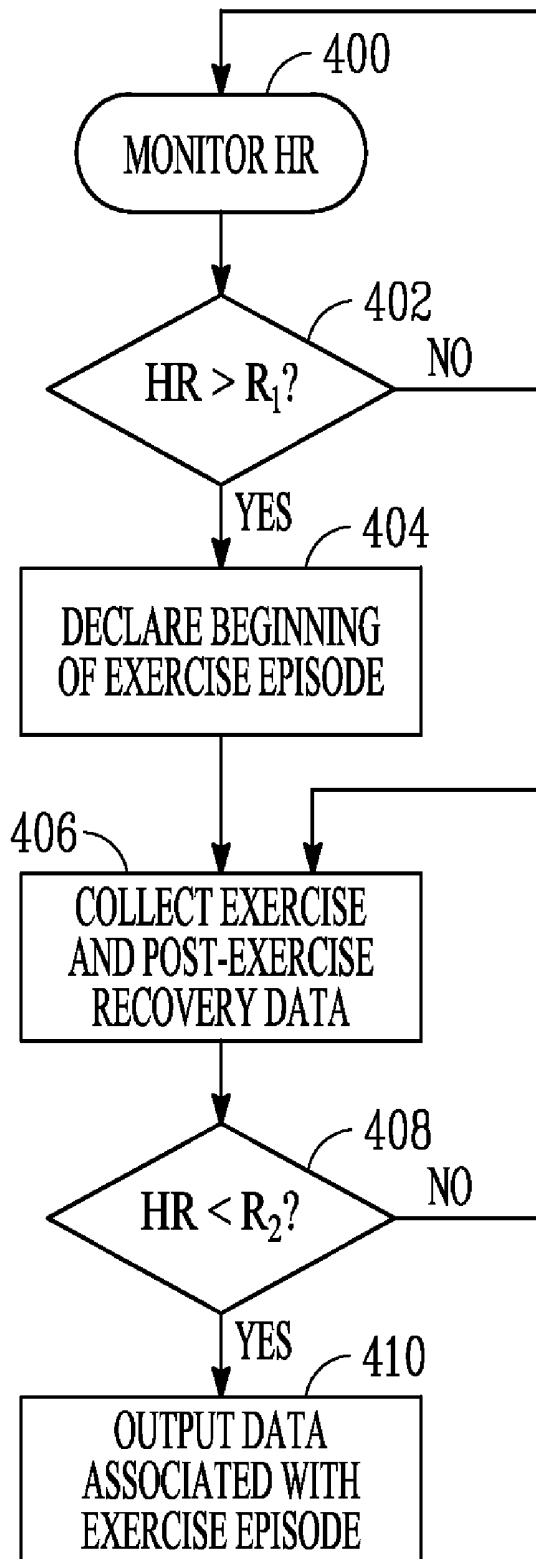 400
MONITOR HR
402
HR > R₁?
NO
YES
404
DECLARE BEGINNING
OF EXERCISE EPISODE
406
COLLECT EXERCISE
AND POST-EXERCISE
RECOVERY DATA
408
HR < R₂?
NO
YES
410
OUTPUT DATA
ASSOCIATED WITH
EXERCISE EPISODE